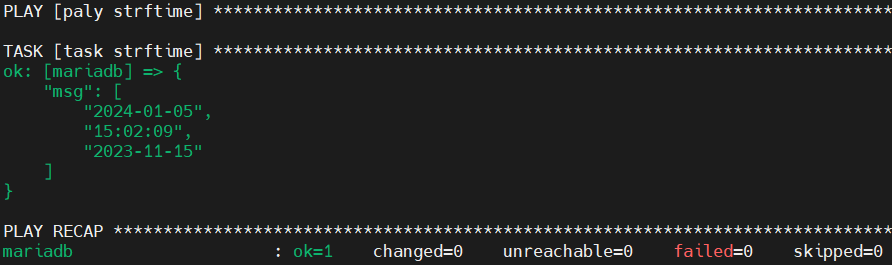 PLAY [paly strftime] ********************************************************************
TASK [task strftime] ********************************************************************
ok: [mariadb] => {
    "msg": [
        "2024-01-05",
        "15:02:09",
        "2023-11-15"
    ]
}
PLAY RECAP ******************************************************************************
mariadb                    : ok=1    changed=0    unreachable=0    failed=0    skipped=0